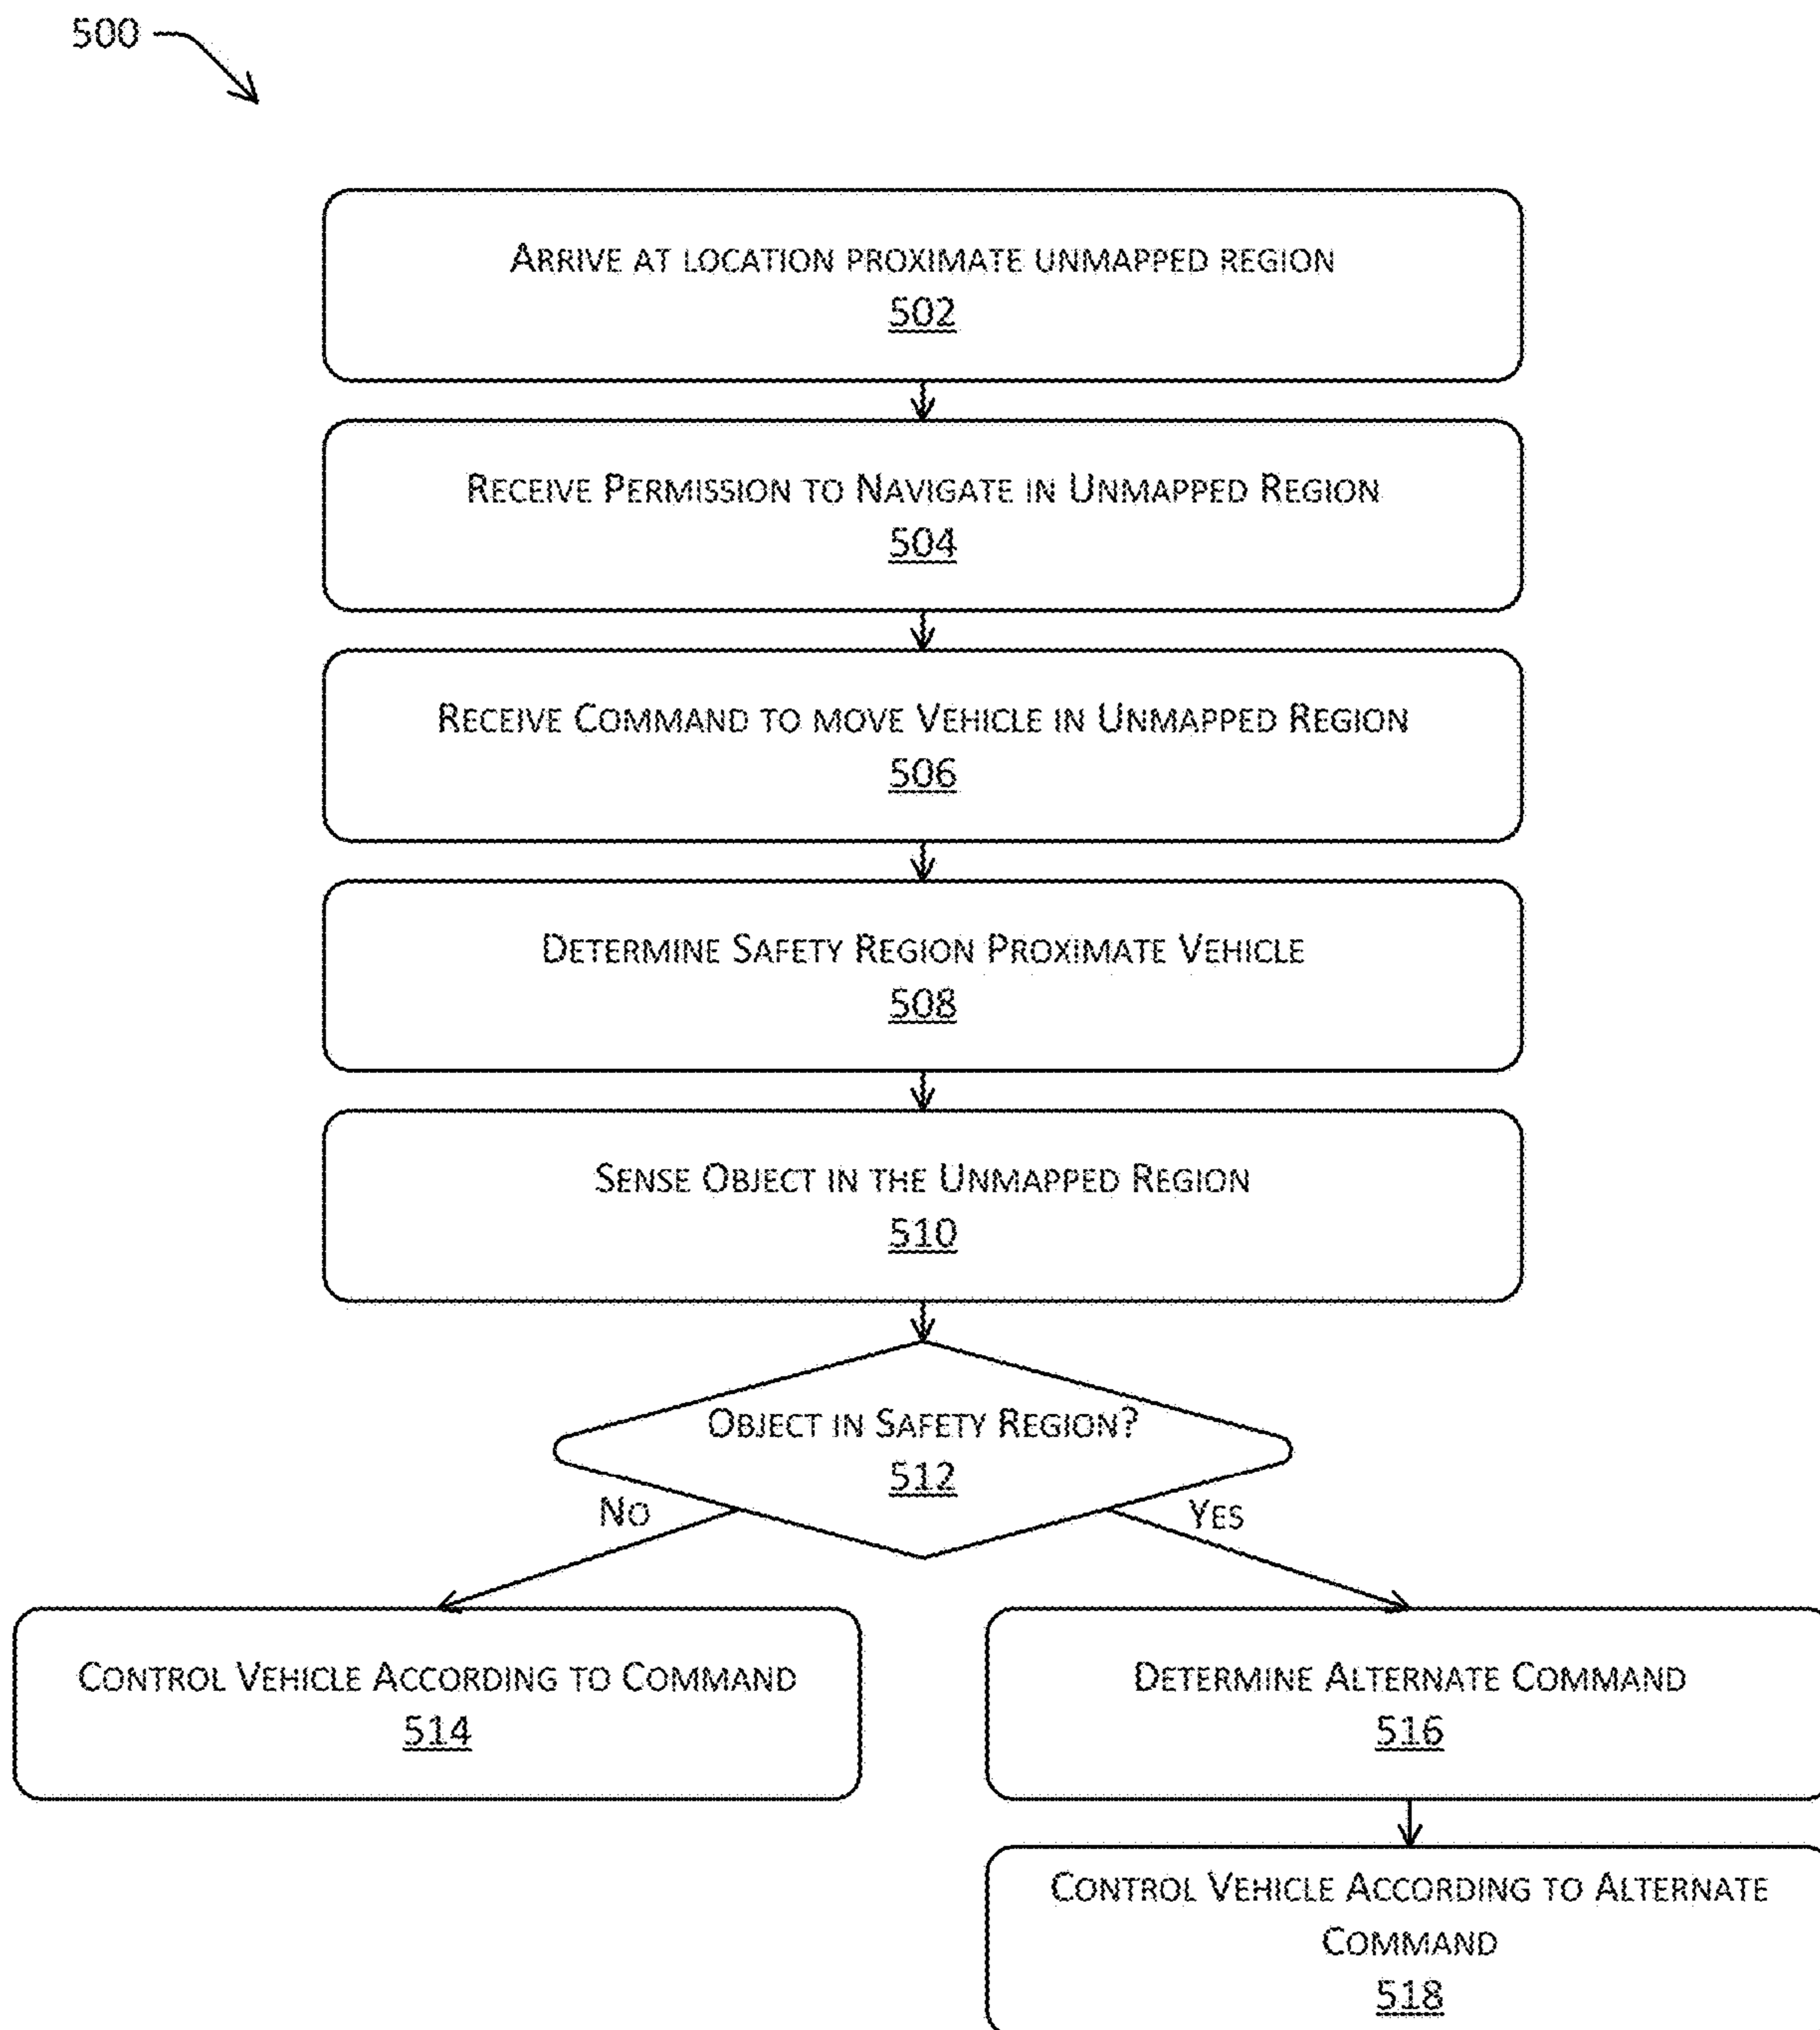 500
Arrive at location proximate unmapped region
502
Receive Permission to Navigate in Unmapped Region
504
Receive Command to move Vehicle in Unmapped Region
506
Determine Safety Region Proximate Vehicle
508
Sense Object in the Unmapped Region
510
Object in Safety Region?
512
No
Yes
Control Vehicle According to Command
514
Determine Alternate Command
516
Control Vehicle According to Alternate
Command
518